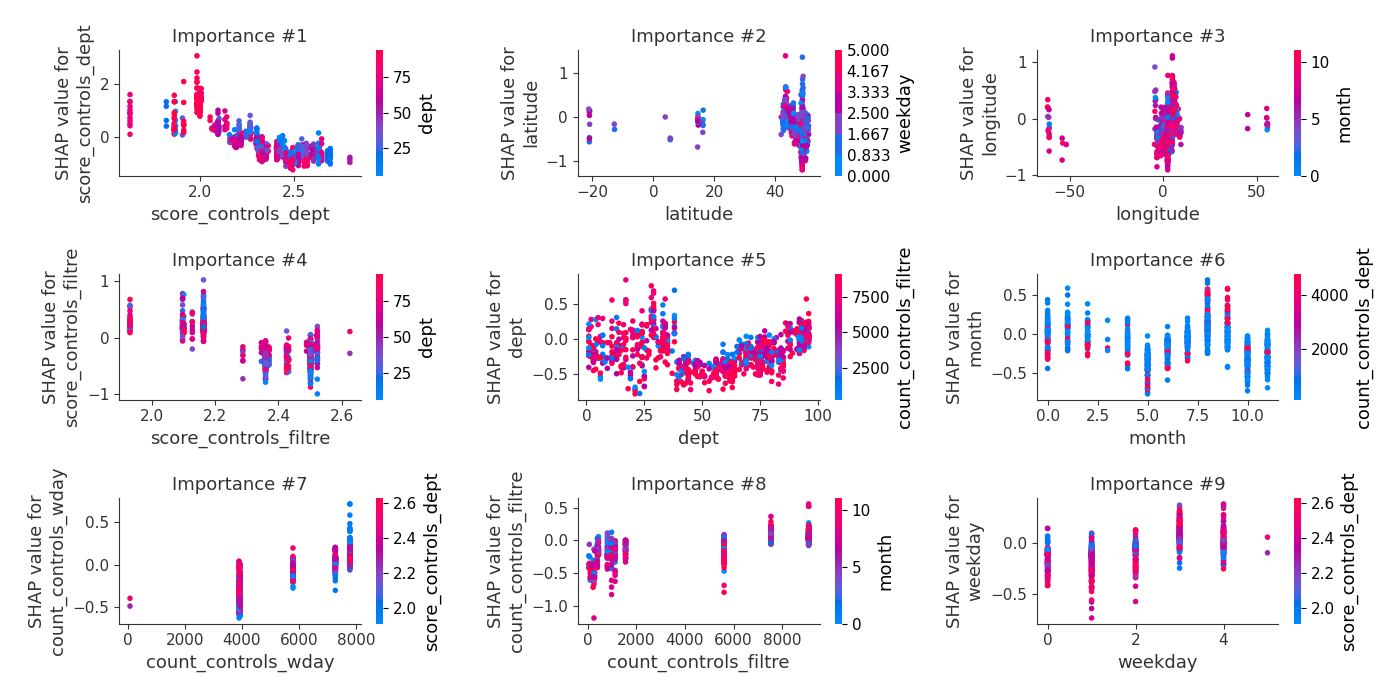 Importance #1
SHAP value for
score_controls_dept
2
0
2.0 2.5
score_controls_dept
75
50
25
dept
Importance #2
SHAP value for
latitude
1
0
−1
−20 0 20 40
latitude
5.000
4.167
3.333
2.500
1.667
0.833
0.000
weekday
Importance #3
SHAP value for
longitude
1
0
−1
−50 0 50
longitude
10
5
0
month
Importance #4
SHAP value for
score_controls_filtre
1
0
−1
2.0 2.2 2.4 2.6
score_controls_filtre
75
50
25
dept
Importance #5
SHAP value for
dept
0.5
0.0
−0.5
0 25 50 75 100
dept
7500
5000
2500
count_controls_filtre
Importance #6
SHAP value for
month
0.5
0.0
−0.5
0.0 2.5 5.0 7.5 10.0
month
4000
2000
count_controls_dept
Importance #7
SHAP value for
count_controls_wday
0.5
0.0
−0.5
0 2000 4000 6000 8000
count_controls_wday
2.6
2.4
2.2
2.0
score_controls_dept
Importance #8
SHAP value for
count_controls_filtre
0.5
0.0
−0.5
−1.0
0 2000 4000 6000 8000
count_controls_filtre
10
5
0
month
Importance #9
SHAP value for
weekday
0.0
−0.5
0 2 4
weekday
2.6
2.4
2.2
2.0
score_controls_dept